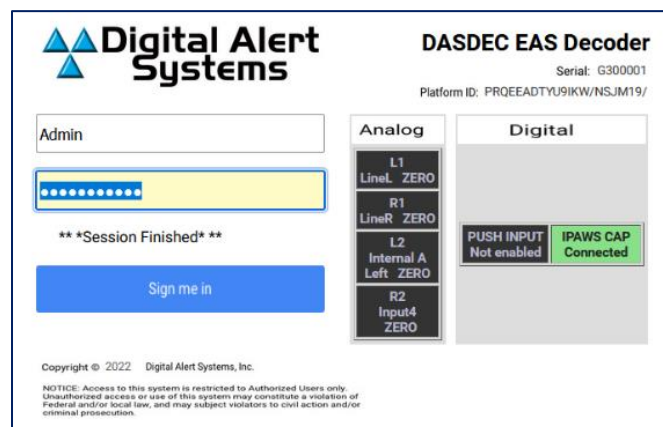 Digital Alert
Systems
DASDEC EAS Decoder
Serial: G300001
Platform ID: PRQEEADTYU9IKW/NSJM19/
Admin
** *Session Finished* **
Sign me in
Analog
L1
LineL ZERO
R1
LineR ZERO
L2
Internal A
Left ZERO
R2
Input4
ZERO
Digital
PUSH INPUT
Not enabled
IPAWS CAP
Connected
Copyright © 2022 Digital Alert Systems, Inc.
NOTICE: Access to this system is restricted to Authorized Users only.
Unauthorized access or use of this system may constitute a violation of
Federal and/or local law, and may subject violators to civil action and/or
criminal prosecution.